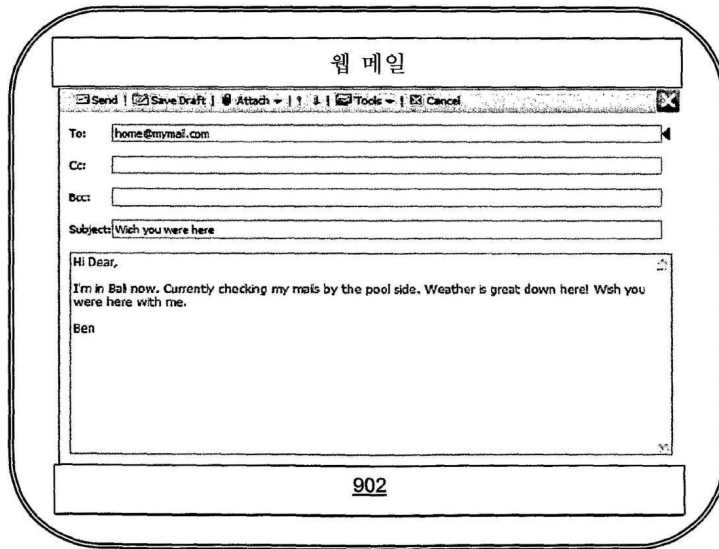 웹 메일
Send | Save Draft | Attach | ↑ ↓ | Tools | Cancel
To: home@mymail.com
Cc:
Bcc:
Subject: Wish you were here
Hi Dear,
I'm in Bali now. Currently checking my mails by the pool side. Weather is great down here! Wsh you
were here with me.
Ben
902